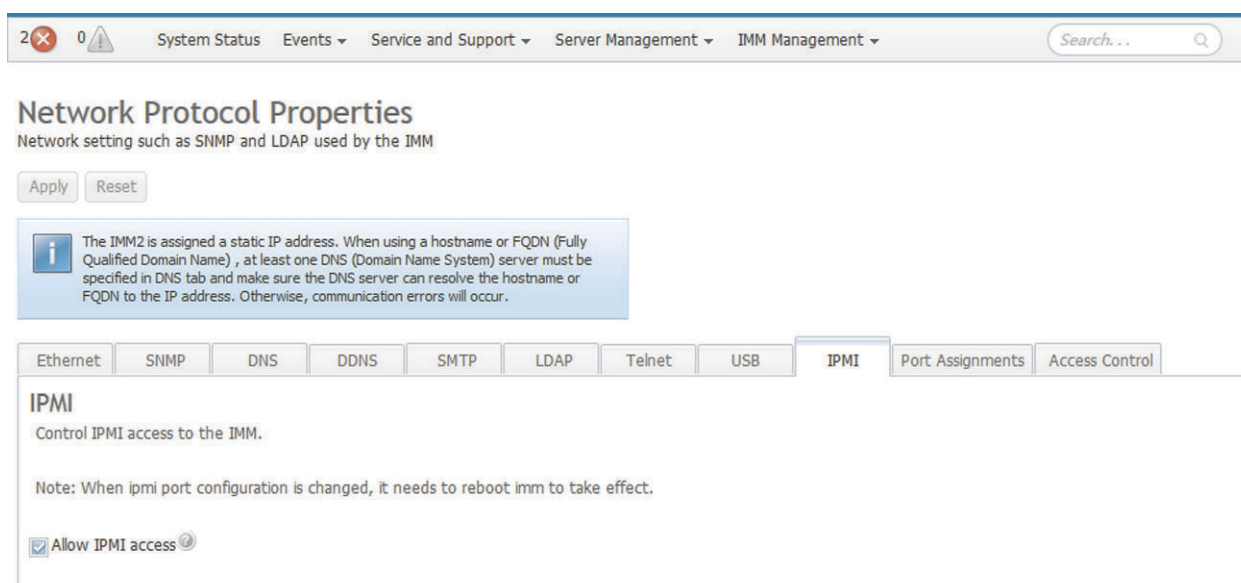 2 0 System Status Events Service and Support Server Management IMM Management Search...
Network Protocol Properties
Network setting such as SNMP and LDAP used by the IMM
Apply Reset
The IMM2 is assigned a static IP address. When using a hostname or FQDN (Fully
Qualified Domain Name) , at least one DNS (Domain Name System) server must be
specified in DNS tab and make sure the DNS server can resolve the hostname or
FQDN to the IP address. Otherwise, communication errors will occur.
Ethernet SNMP DNS DDNS SMTP LDAP Telnet USB IPMI Port Assignments Access Control
IPMI
Control IPMI access to the IMM.
Note: When ipmi port configuration is changed, it needs to reboot imm to take effect.
Allow IPMI access